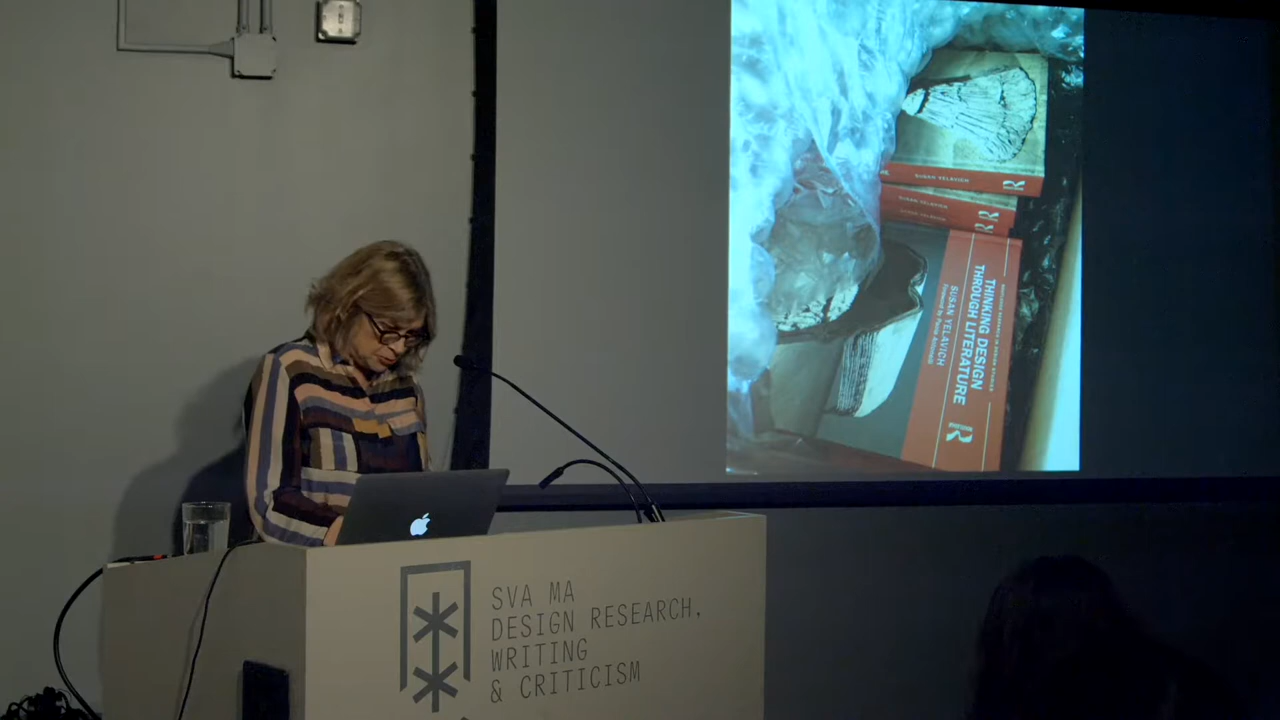 SUSAN YELAVICH
SUSAN YELAVICH
THINKING DESIGN
THROUGH LITERATURE
SUSAN YELAVICH
SVA MA
DESIGN RESEARCH,
WRITING
& CRITICISM